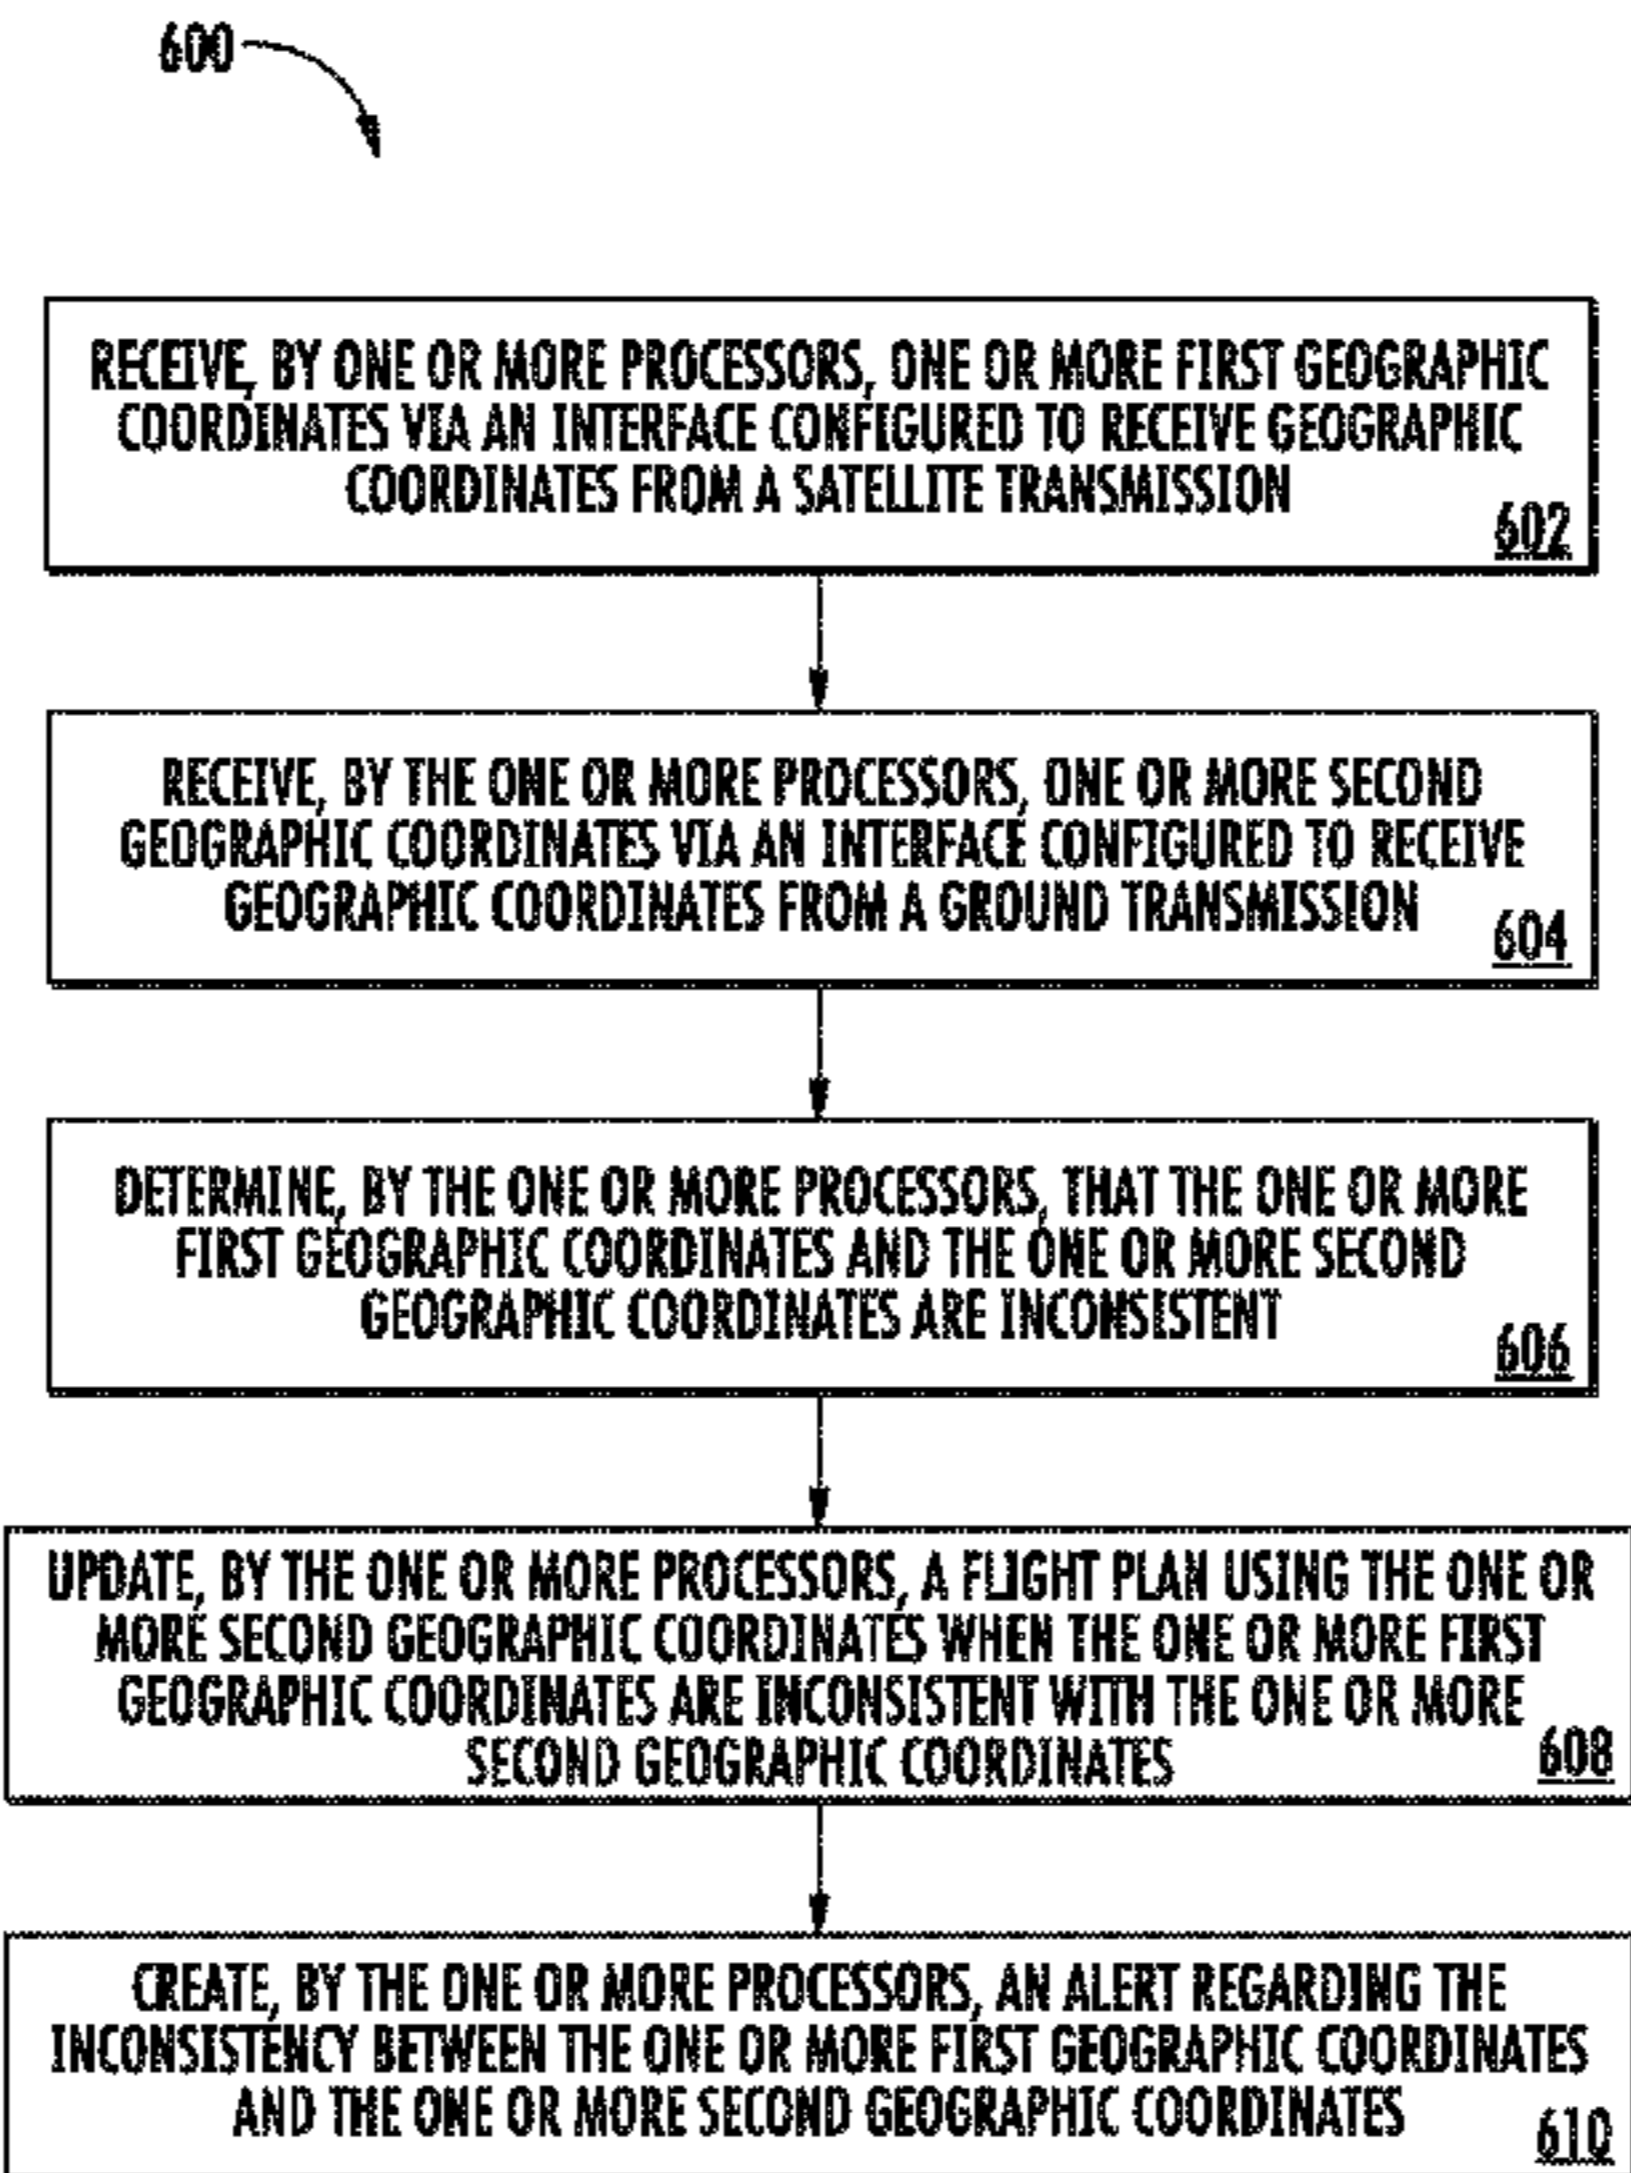 600
RECEIVE, BY ONE OR MORE PROCESSORS, ONE OR MORE FIRST GEOGRAPHIC
COORDINATES VIA AN INTERFACE CONFIGURED TO RECEIVE GEOGRAPHIC
COORDINATES FROM A SATELLITE TRANSMISSION
602
RECEIVE, BY THE ONE OR MORE PROCESSORS, ONE OR MORE SECOND
GEOGRAPHIC COORDINATES VIA AN INTERFACE CONFIGURED TO RECEIVE
GEOGRAPHIC COORDINATES FROM A GROUND TRANSMISSION
604
DETERMINE, BY THE ONE OR MORE PROCESSORS, THAT THE ONE OR MORE
FIRST GEOGRAPHIC COORDINATES AND THE ONE OR MORE SECOND
GEOGRAPHIC COORDINATES ARE INCONSISTENT
606
UPDATE, BY THE ONE OR MORE PROCESSORS, A FLIGHT PLAN USING THE ONE OR
MORE SECOND GEOGRAPHIC COORDINATES WHEN THE ONE OR MORE FIRST
GEOGRAPHIC COORDINATES ARE INCONSISTENT WITH THE ONE OR MORE
SECOND GEOGRAPHIC COORDINATES
608
CREATE, BY THE ONE OR MORE PROCESSORS, AN ALERT REGARDING THE
INCONSISTENCY BETWEEN THE ONE OR MORE FIRST GEOGRAPHIC COORDINATES
AND THE ONE OR MORE SECOND GEOGRAPHIC COORDINATES
610